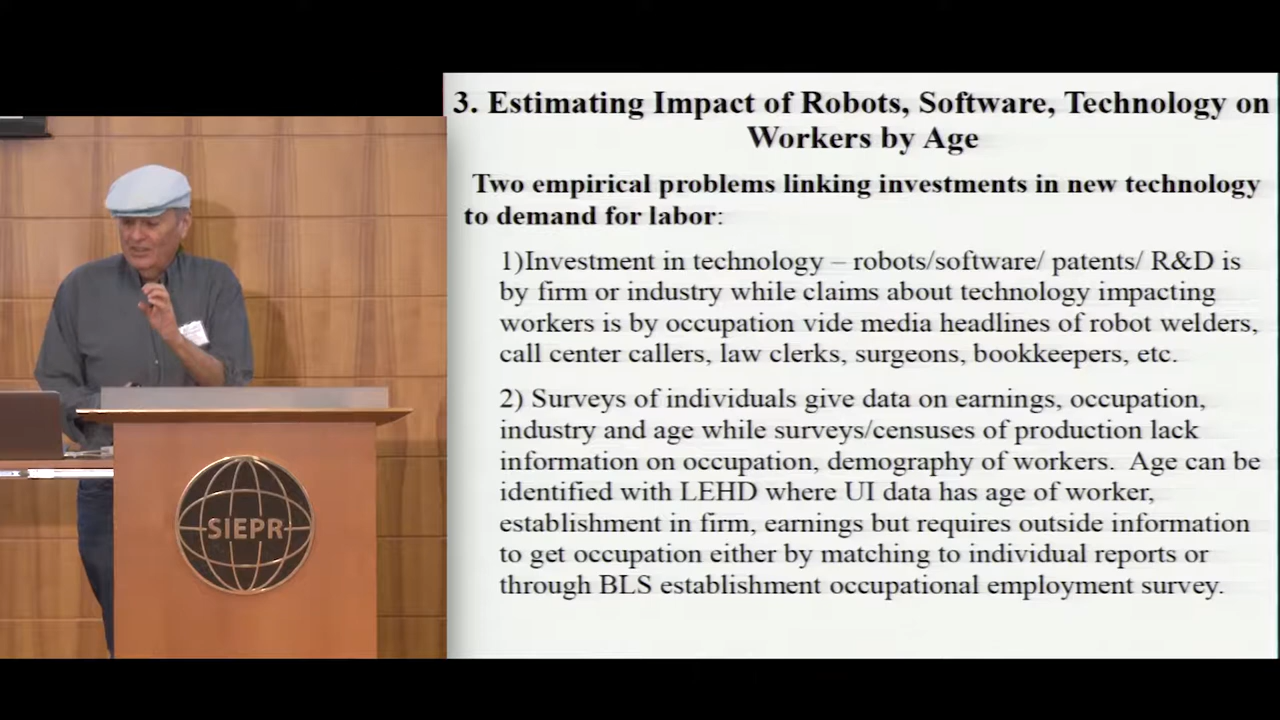 3. Estimating Impact of Robots, Software, Technology on
Workers by Age
Two empirical problems linking investments in new technology
to demand for labor:
1)Investment in technology – robots/software/ patents/ R&D is
by firm or industry while claims about technology impacting
workers is by occupation vide media headlines of robot welders,
call center callers, law clerks, surgeons, bookkeepers, etc.
2) Surveys of individuals give data on earnings, occupation,
industry and age while surveys/censuses of production lack
information on occupation, demography of workers.  Age can be
identified with LEHD where UI data has age of worker,
establishment in firm, earnings but requires outside information
to get occupation either by matching to individual reports or
through BLS establishment occupational employment survey.
SIEPR